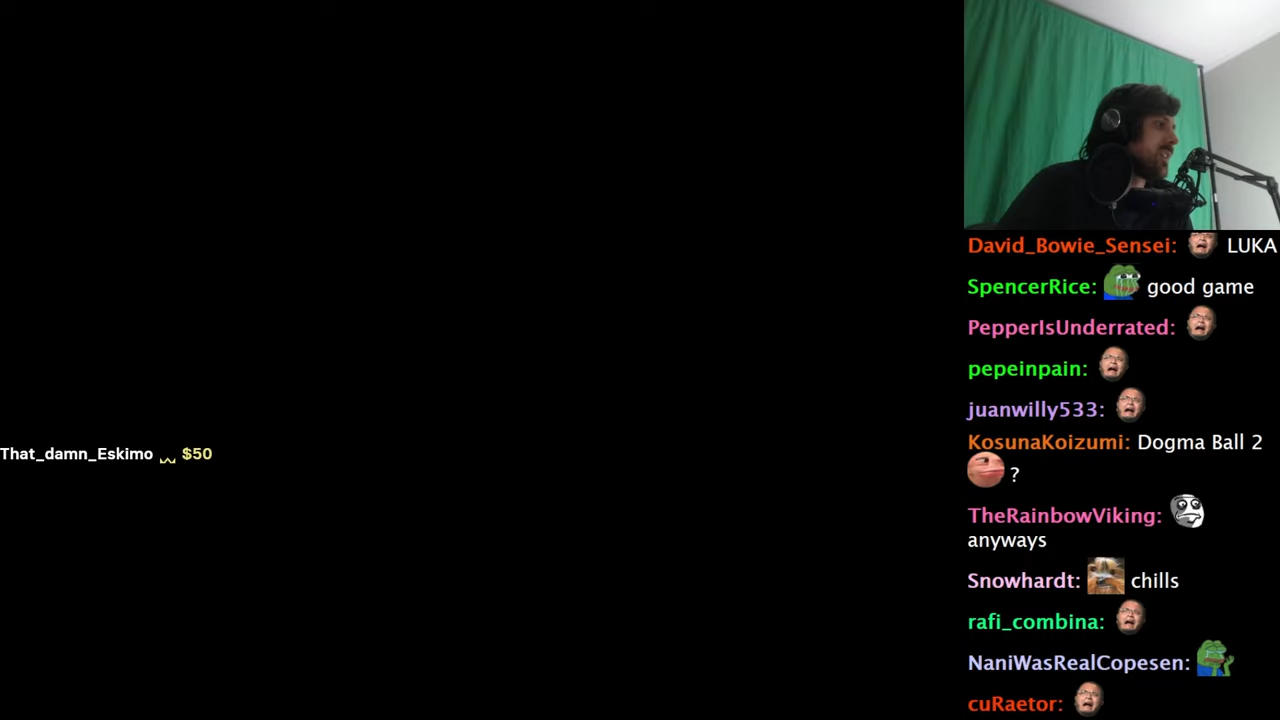 That_damn_Eskimo $50
David_Bowie_Sensei: LUKA
SpencerRice: good game
PepperIsUnderrated:
pepeinpain:
juanwilly533:
KosunaKoizumi: Dogma Ball 2
?
TheRainbowViking:
anyways
Snowhardt: chills
rafi_combina:
NaniWasRealCopesen:
cuRaetor: